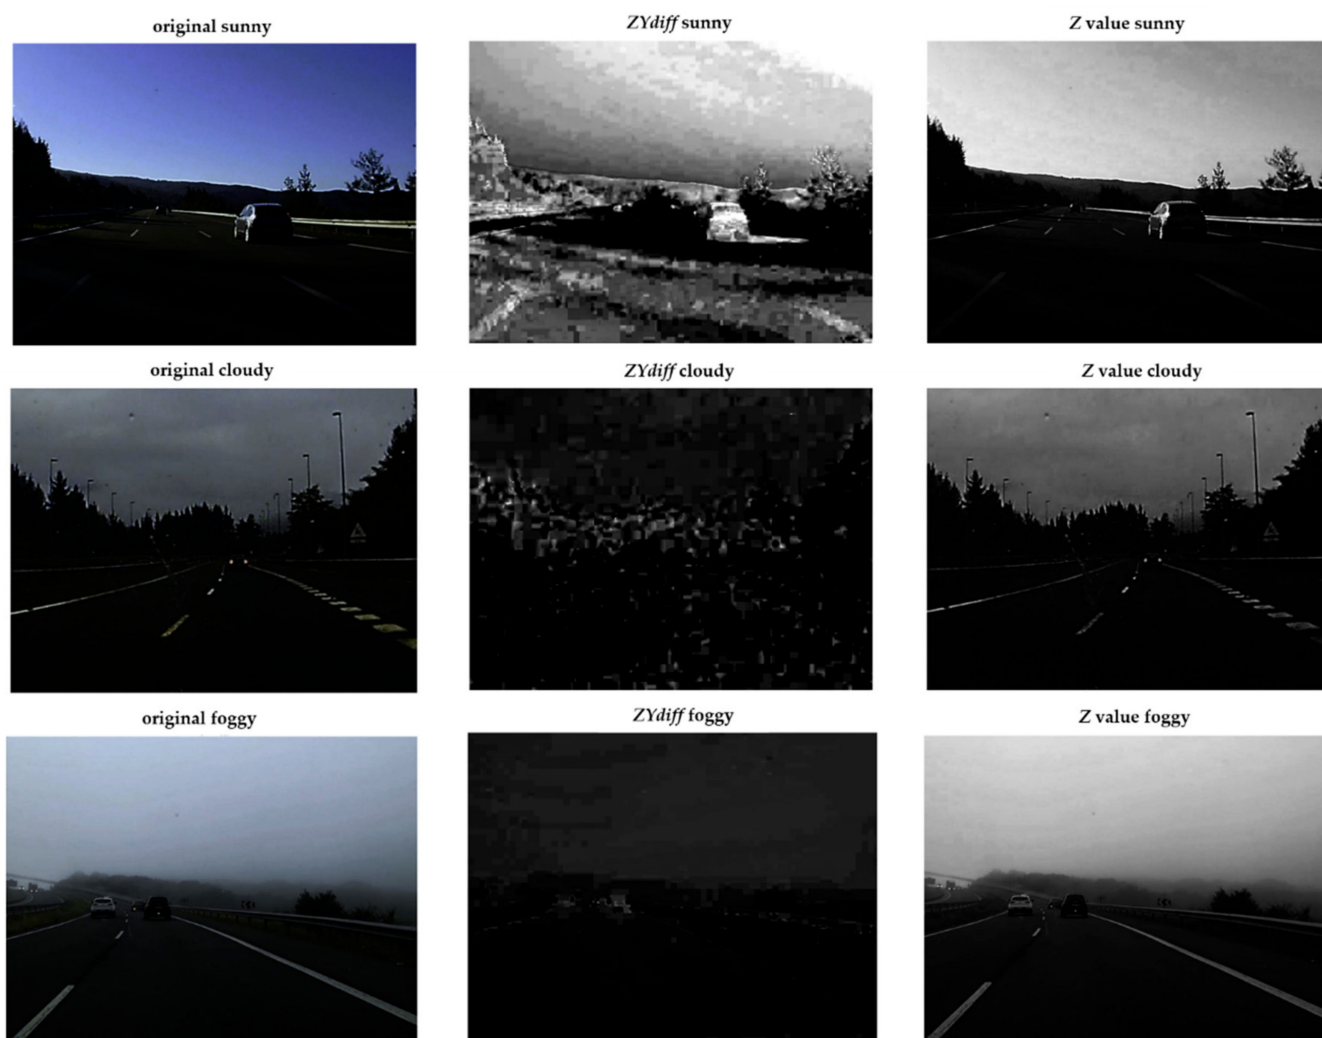 original sunny
ZYdiff sunny
Z value sunny
original cloudy
ZYdiff cloudy
Z value cloudy
original foggy
ZYdiff foggy
Z value foggy